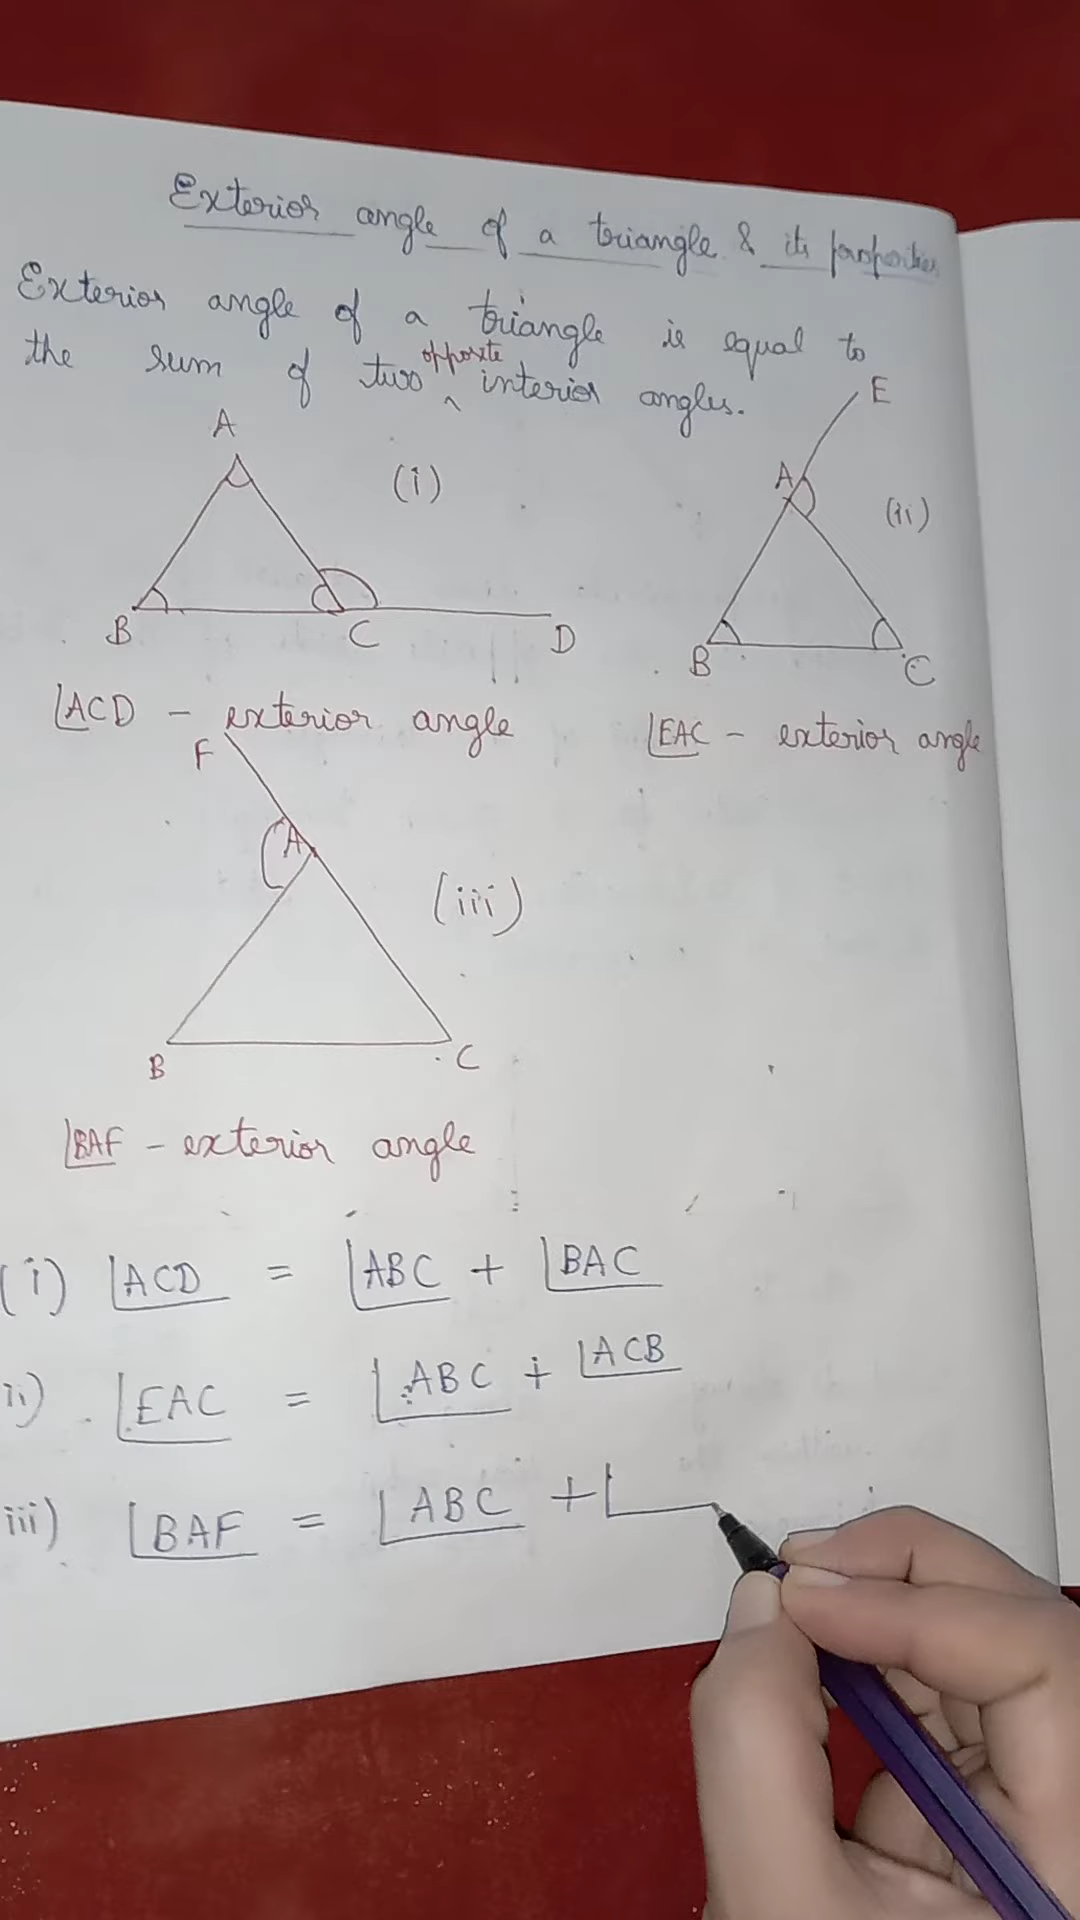 Exterior angle of a triangle & its properties
Exterior angle of a triangle is equal to
the sum of two opposite interior angles.
A
(i)
B
C
D
E
A
(ii)
B
C
∠ACD - exterior angle
∠EAC - exterior angle
F
A
(iii)
B
C
∠BAF - exterior angle
(i) ∠ACD = ∠ABC + ∠BAC
ii) ∠EAC = ∠ABC + ∠ACB
iii) ∠BAF = ∠ABC + ∠